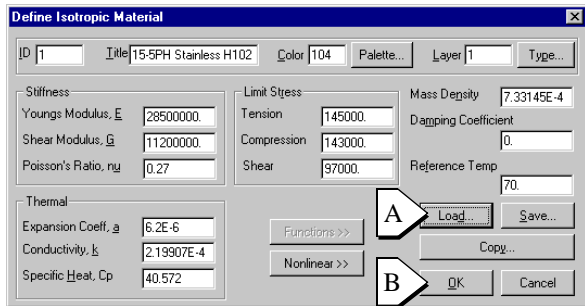 Define Isotropic Material
ID 1 Title 15-5PH Stainless H102 Color 104 Palette... Layer 1 Type...
Stiffness
Youngs Modulus, E 28500000.
Shear Modulus, G 11200000.
Poisson's Ratio, nu 0.27
Limit Stress
Tension 145000.
Compression 143000.
Shear 97000.
Mass Density 7.33145E-4
Damping Coefficient
0.
Reference Temp
70.
Thermal
Expansion Coeff, a 6.2E-6
Conductivity, k 2.19907E-4
Specific Heat, Cp 40.572
Functions >>
Nonlinear >>
A Load... Save...
Copy...
B OK Cancel